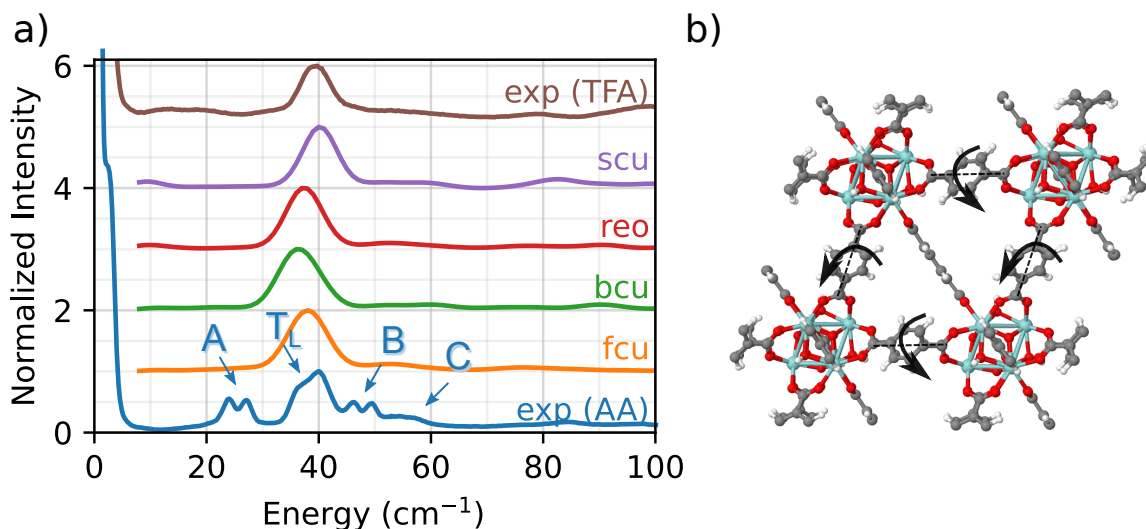 a)
b)
Normalized Intensity
6
4
2
0
exp (TFA)
scu
reo
bcu
fcu
exp (AA)
A
T_L
B
C
0 20 40 60 80 100
Energy (cm⁻¹)